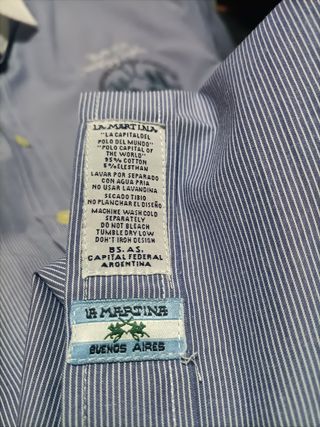 LA MARTINA
"LA CAPITAL DEL
POLO DEL MUNDO"
"POLO CAPITAL OF
THE WORLD"
95% COTTON
5% ELESTHAN
LAVAR POR SEPARADO
CON AGUA FRIA
NO USAR LAVANDINA
SECADO TIBIO
NO PLANCHAR EL DISEÑO
MACHINE WASH COLD
SEPARATELY
DO NOT BLEACH
TUMBLE DRY LOW
DON'T IRON DESIGN
BS. AS.
CAPITAL FEDERAL
ARGENTINA
LA MARTINA
BUENOS AIRES